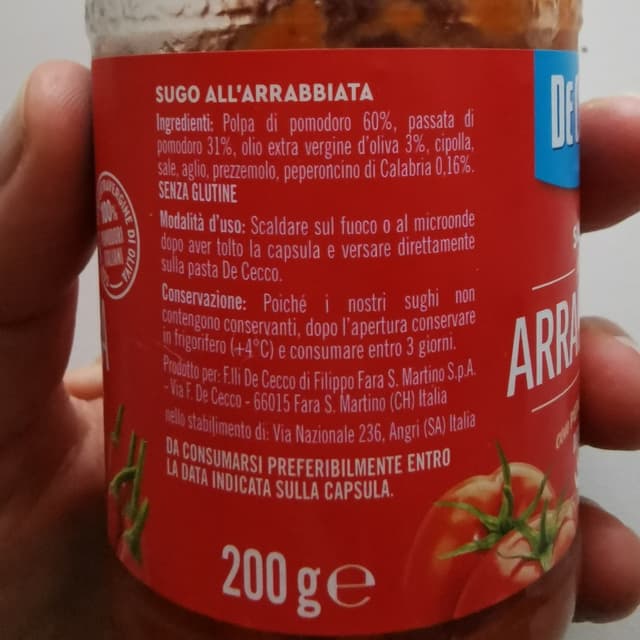 SUGO ALL'ARRABBIATA
Ingredienti: Polpa di pomodoro 60%, passata di
pomodoro 31%, olio extra vergine d'oliva 3%, cipolla,
sale, aglio, prezzemolo, peperoncino di Calabria 0,16%.
SENZA GLUTINE
Modalità d'uso: Scaldare sul fuoco o al microonde
dopo aver tolto la capsula e versare direttamente
sulla pasta De Cecco.
Conservazione: Poiché i nostri sughi non
contengono conservanti, dopo l'apertura conservare
in frigorifero (+4°C) e consumare entro 3 giorni.
Prodotto per: F.lli De Cecco di Filippo Fara S. Martino S.p.A.
- Via F. De Cecco - 66015 Fara S. Martino (CH) Italia
nello stabilimento di: Via Nazionale 236, Angri (SA) Italia
DA CONSUMARSI PREFERIBILMENTE ENTRO
LA DATA INDICATA SULLA CAPSULA.
200 g e
DE C
ARRA
100%